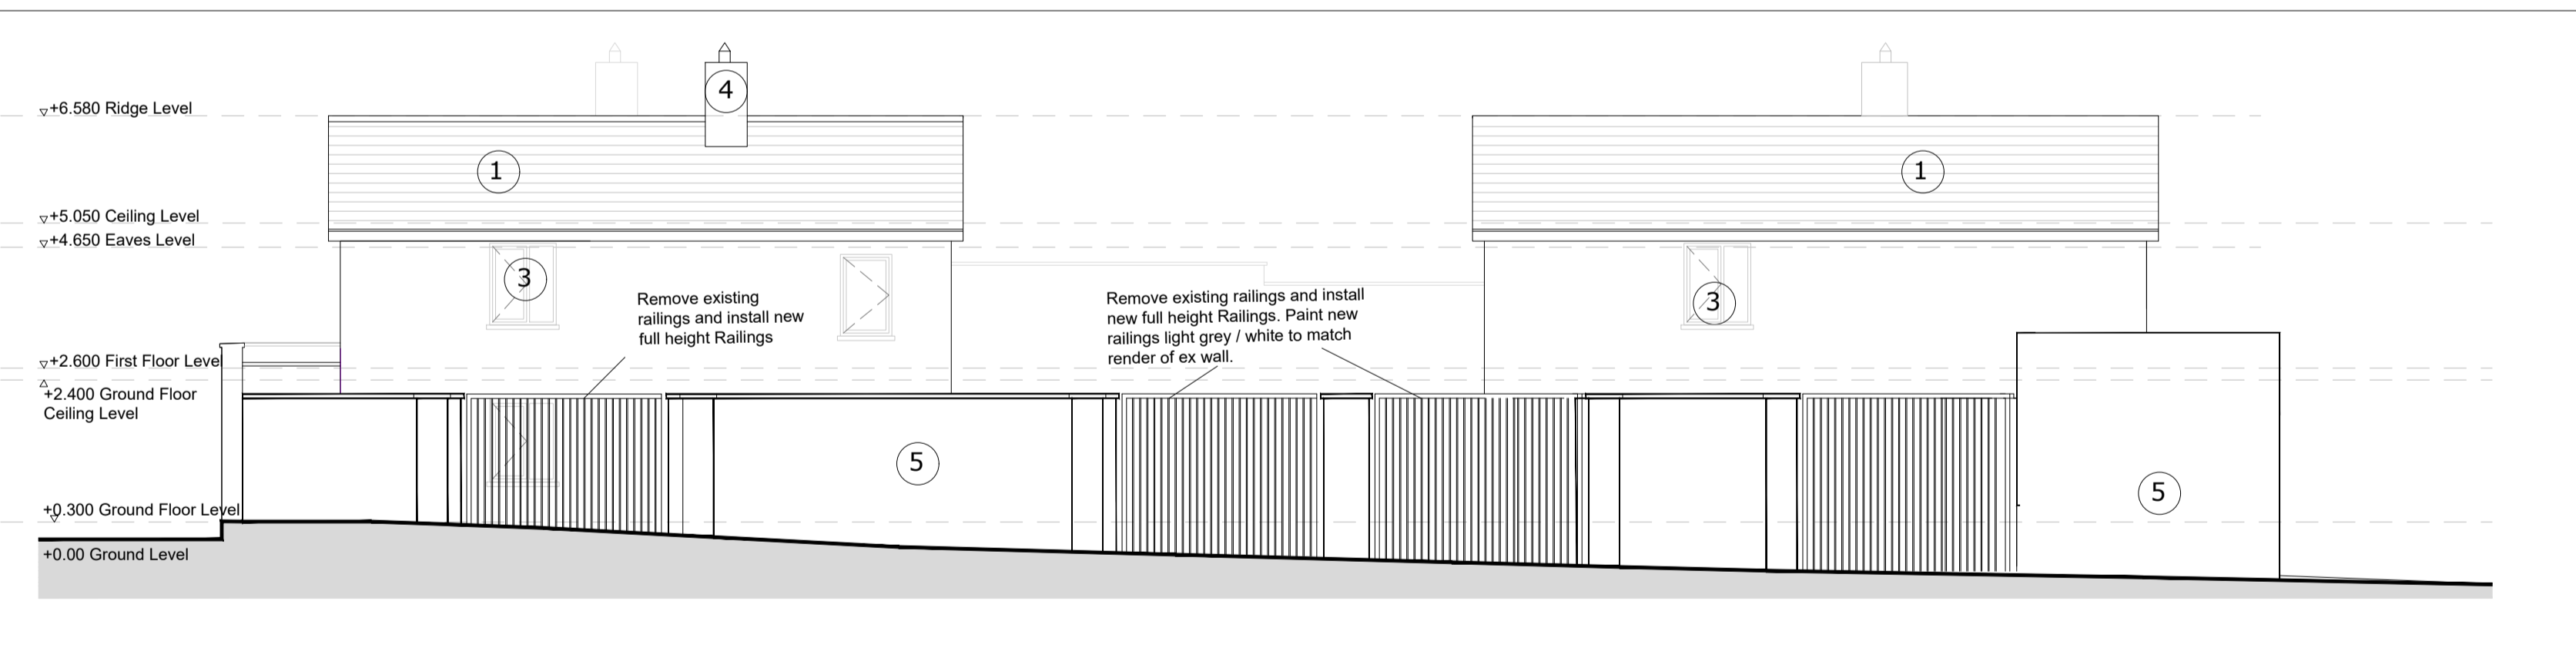 4
+6.580 Ridge Level
1
1
+5.050 Ceiling Level
+4.650 Eaves Level
3
3
Remove existing
railings and install new
full height Railings
Remove existing railings and install
new full height Railings. Paint new
railings light grey / white to match
render of ex wall.
+2.600 First Floor Level
+2.400 Ground Floor
Ceiling Level
5
5
+0.300 Ground Floor Level
+0.00 Ground Level